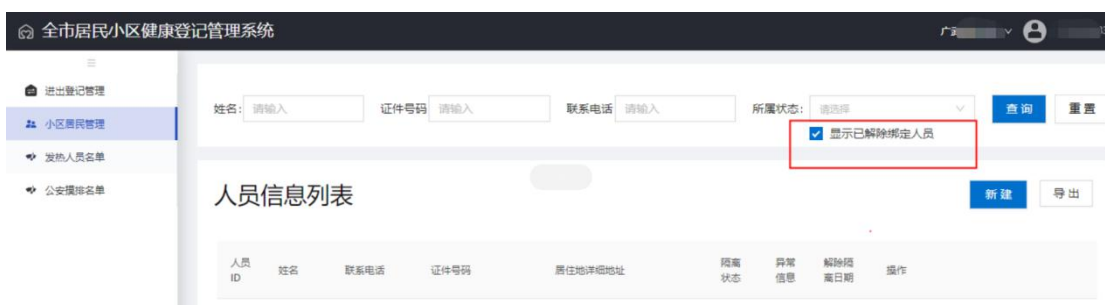 全市居民小区健康登记管理系统
进出登记管理
小区居民管理
发热人员名单
公安摸排名单
姓名: 请输入 证件号码 请输入 联系电话 请输入 所属状态: 请选择 查询 重置
显示已解除绑定人员
人员信息列表 新建 导出
人员ID 姓名 联系电话 证件号码 居住地详细地址 隔离状态 异常信息 解除隔离日期 操作